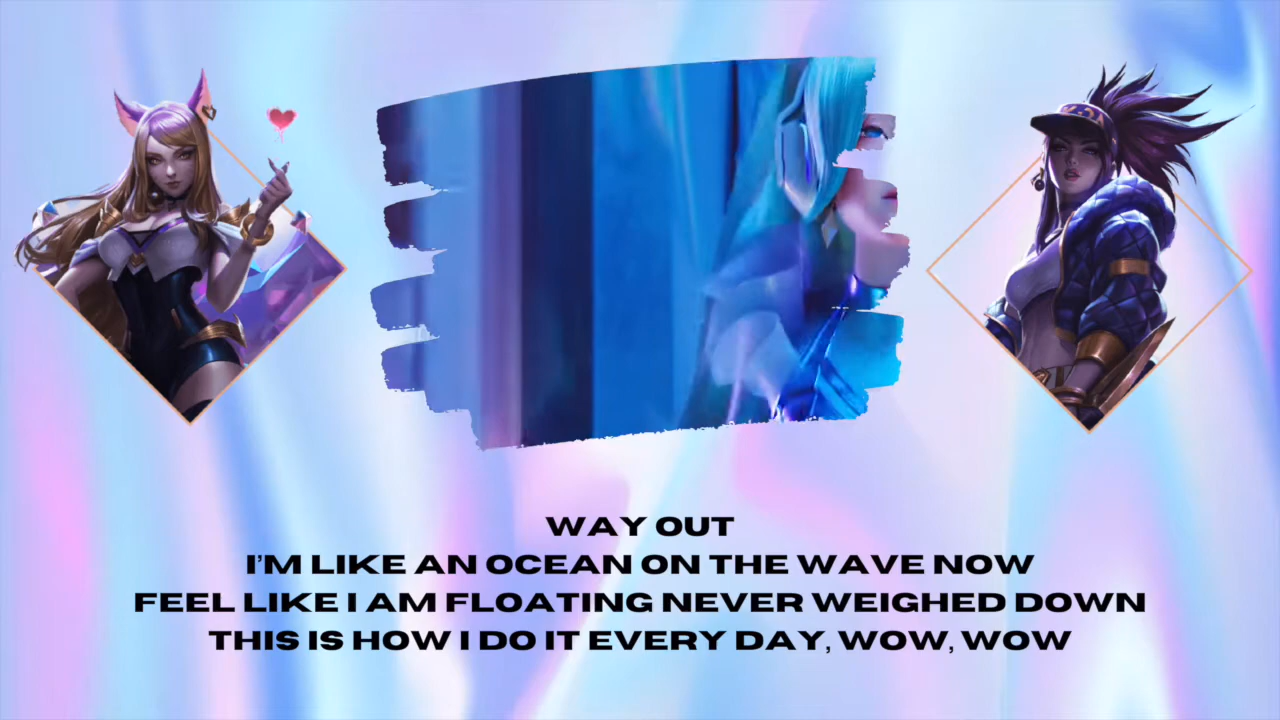 WAY OUT
I'M LIKE AN OCEAN ON THE WAVE NOW
FEEL LIKE I AM FLOATING NEVER WEIGHED DOWN
THIS IS HOW I DO IT EVERY DAY, WOW, WOW